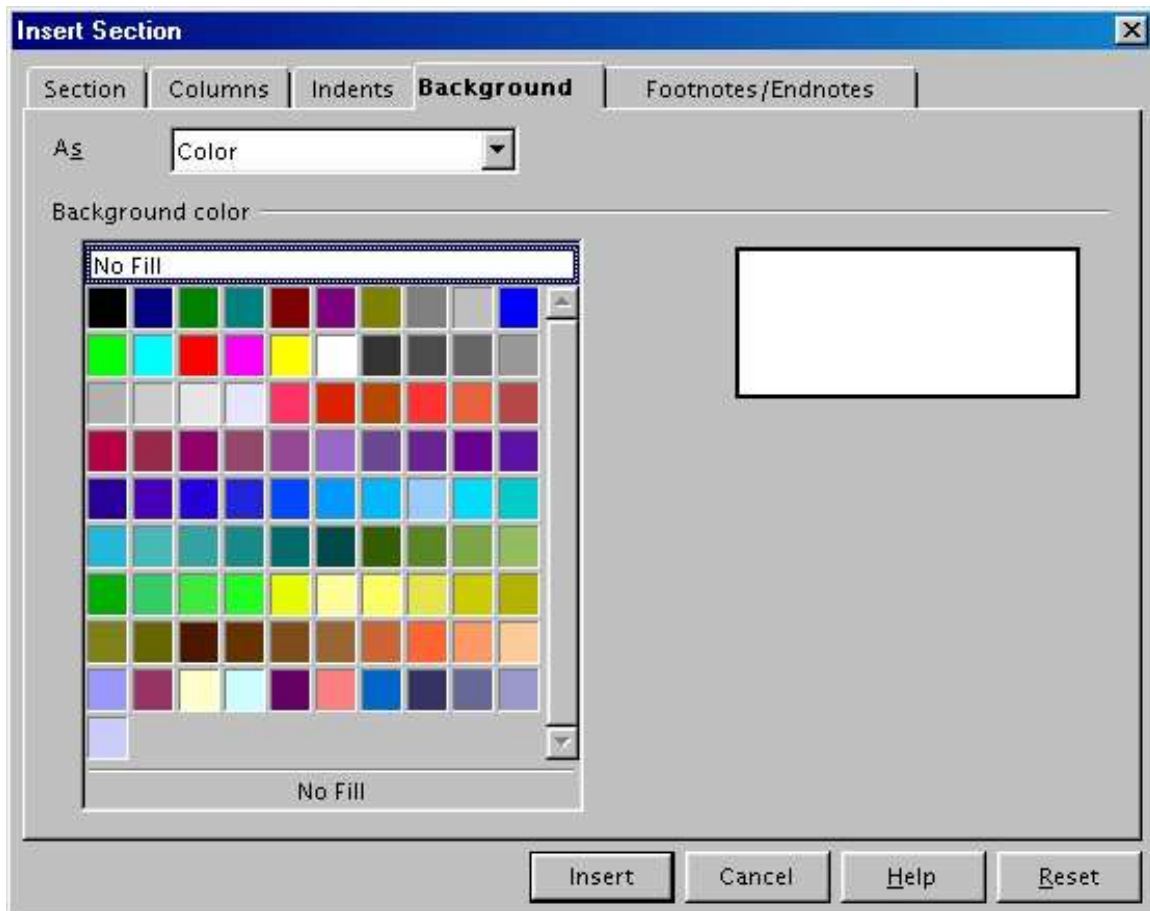 Insert Section
Section Columns Indents Background Footnotes/Endnotes
As Color
Background color
No Fill
No Fill
Insert Cancel Help Reset